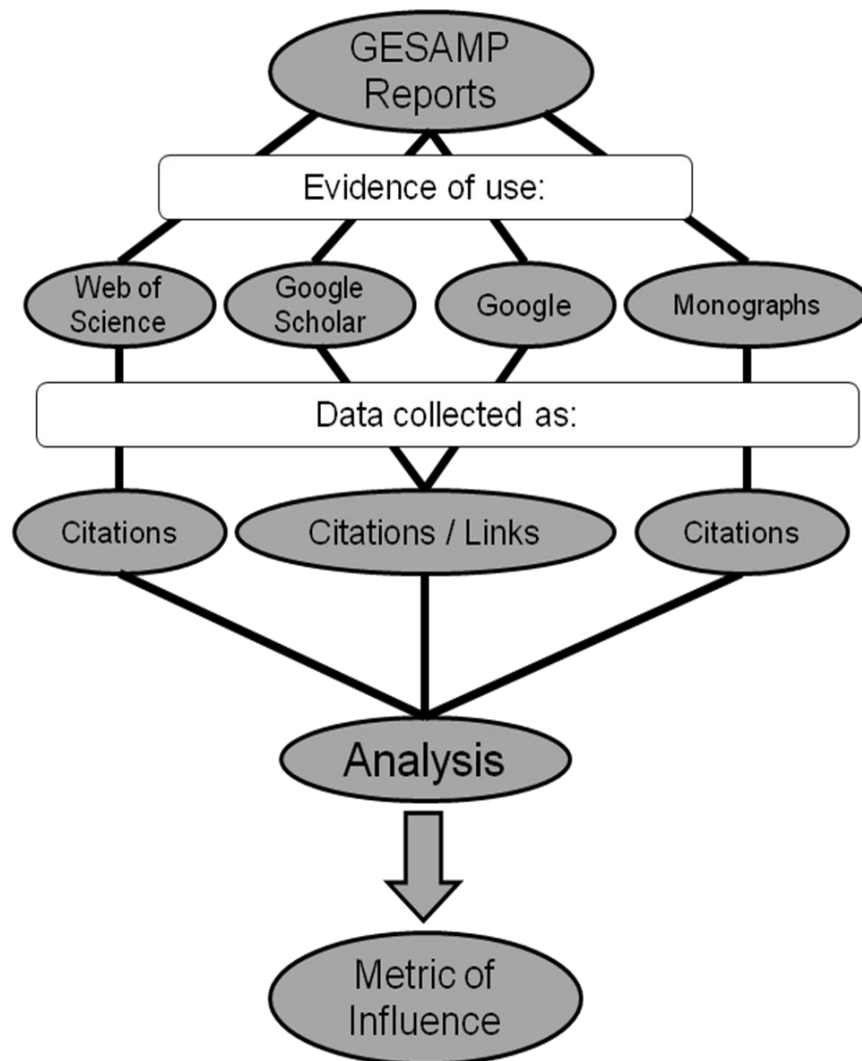 GESAMP
Reports
Evidence of use:
Web of
Science
Google
Scholar
Google
Monographs
Data collected as:
Citations
Citations / Links
Citations
Analysis
Metric of
Influence